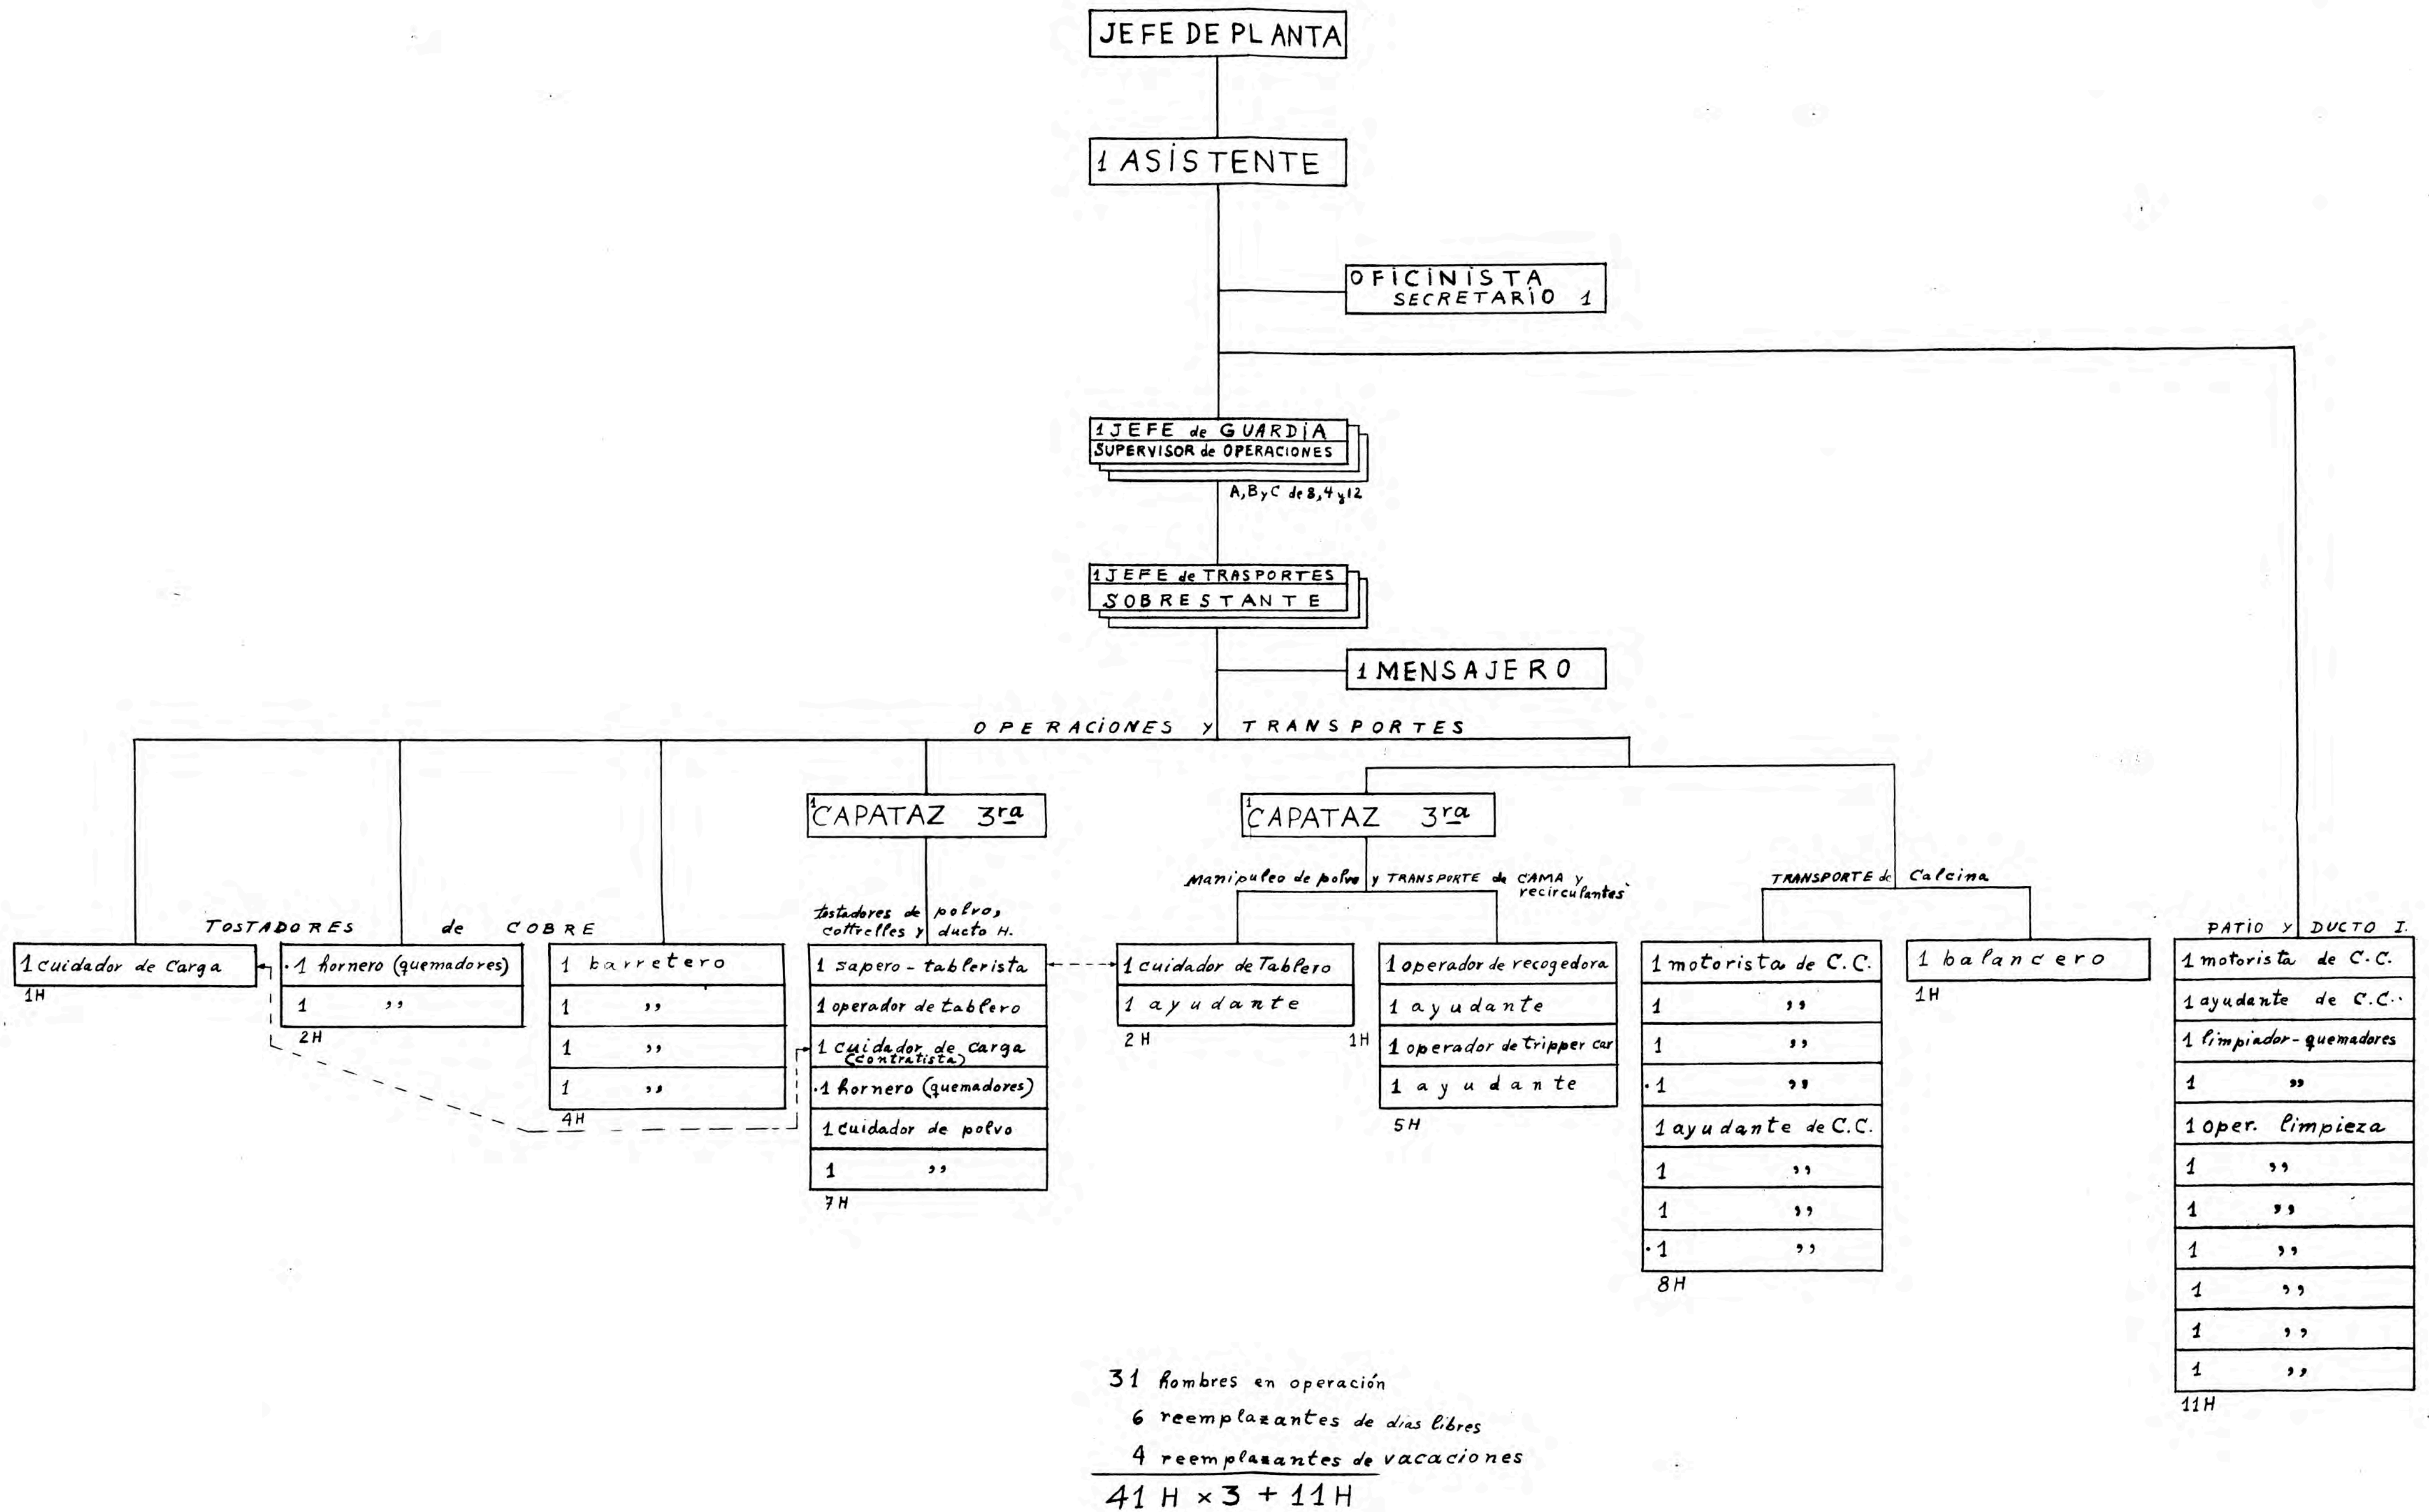 JEFE DE PLANTA
1 ASISTENTE
OFICINISTA
SECRETARIO 1
1 JEFE de GUARDIA
SUPERVISOR de OPERACIONES
A, B y C de 8, 4 y 12
1 JEFE de TRASPORTES
SOBRESTANTE
1 MENSAJERO
OPERACIONES Y TRANSPORTES
1 CAPATAZ 3ra
1 CAPATAZ 3ra
TOSTADORES de COBRE
1 cuidador de Carga
1H
.1 hornero (quemadores)
1 ,,
2H
1 barretero
1 ,,
1 ,,
1 ,,
4H
tostadores de polvo,
cottrelles y ducto H.
1 sapero - tablerista
1 operador de tablero
1 cuidador de carga
(contratista)
.1 hornero (quemadores)
1 cuidador de polvo
1 ,,
7H
Manipuleo de polvo y TRANSPORTE de CAMA y
recirculantes
1 cuidador de Tablero
1 ayudante
2H
1H
1 operador de recogedora
1 ayudante
1 operador de tripper car
1 ayudante
5H
TRANSPORTE de Calcina
1 motorista de C.C.
1 ,,
1 ,,
.1 ,,
1 ayudante de C.C.
1 ,,
1 ,,
.1 ,,
8H
1 balancero
1H
PATIO Y DUCTO I.
1 motorista de C.C.
1 ayudante de C.C..
1 limpiador - quemadores
1 ,,
1 oper. limpieza
1 ,,
1 ,,
1 ,,
1 ,,
1 ,,
1 ,,
11H
31 hombres en operación
6 reemplazantes de dias libres
4 reemplazantes de vacaciones
41 H x 3 + 11H